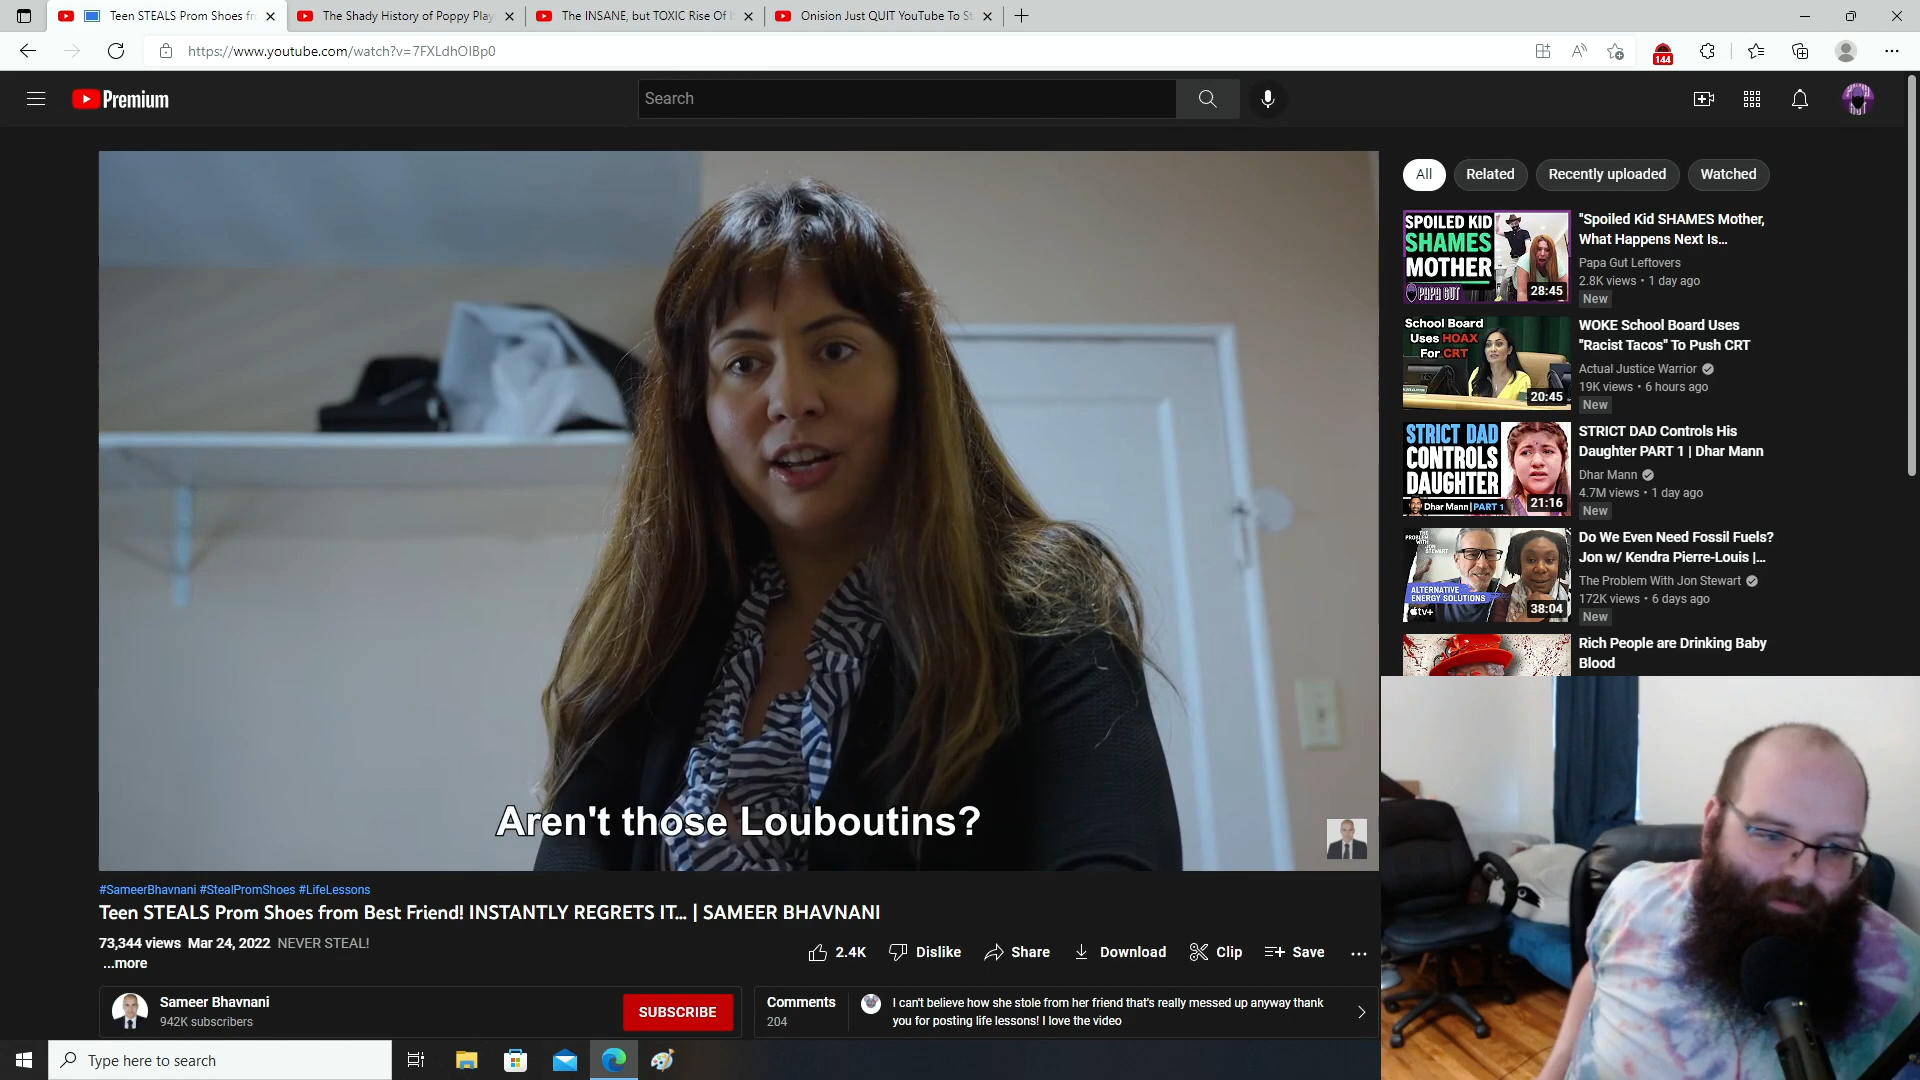 Teen STEALS Prom Shoes fr
The Shady History of Poppy Play
The INSANE, but TOXIC Rise Of
Onision Just QUIT YouTube To St
https://www.youtube.com/watch?v=7FXLdhOIBp0
144
Premium
Search
All
Related
Recently uploaded
Watched
SPOILED KID
SHAMES
MOTHER
PAPA GUT
28:45
"Spoiled Kid SHAMES Mother,
What Happens Next Is...
Papa Gut Leftovers
2.8K views • 1 day ago
New
School Board
Uses HOAX
For CRT
20:45
WOKE School Board Uses
"Racist Tacos" To Push CRT
Actual Justice Warrior
19K views • 6 hours ago
New
STRICT DAD
CONTROLS
DAUGHTER
Dhar Mann | PART 1
21:16
STRICT DAD Controls His
Daughter PART 1 | Dhar Mann
Dhar Mann
4.7M views • 1 day ago
New
THE
PROBLEM
WITH
JON
STEWART
ALTERNATIVE
ENERGY SOLUTIONS
tv+
38:04
Do We Even Need Fossil Fuels?
Jon w/ Kendra Pierre-Louis |...
The Problem With Jon Stewart
172K views • 6 days ago
New
Rich People are Drinking Baby
Blood
Aren't those Louboutins?
#SameerBhavnani #StealPromShoes #LifeLessons
Teen STEALS Prom Shoes from Best Friend! INSTANTLY REGRETS IT... | SAMEER BHAVNANI
73,344 views Mar 24, 2022 NEVER STEAL!
...more
2.4K
Dislike
Share
Download
Clip
Save
Sameer Bhavnani
942K subscribers
SUBSCRIBE
Comments
204
I can't believe how she stole from her friend that's really messed up anyway thank
you for posting life lessons! I love the video
Type here to search